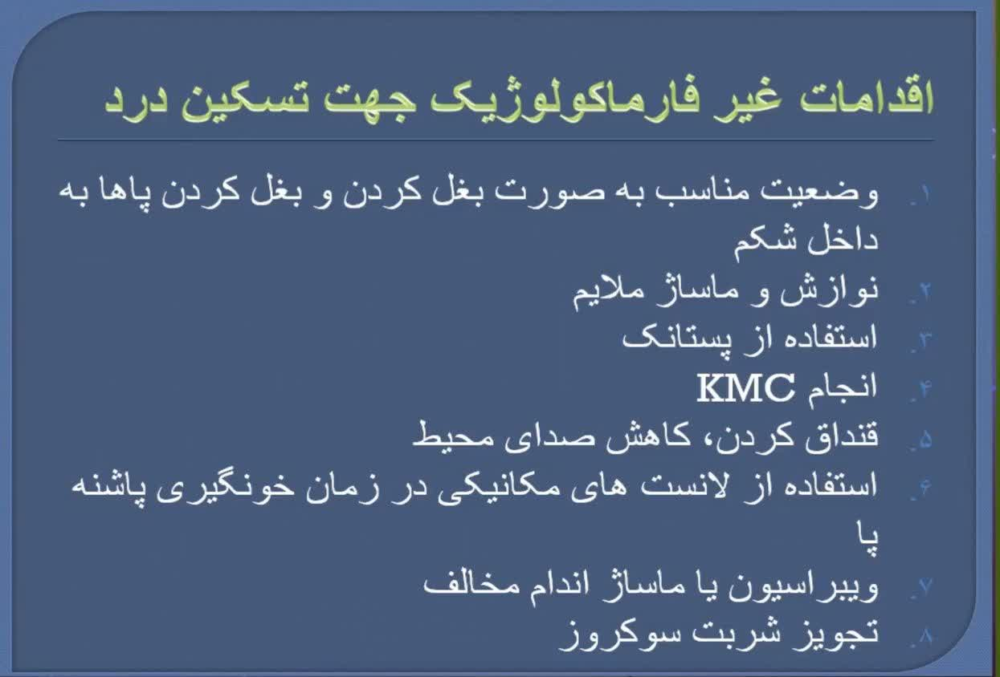 اقدامات غیر فارماکولوژیک جهت تسکین درد
۱. وضعیت مناسب به صورت بغل کردن و بغل کردن پاها به
داخل شکم
۲. نوازش و ماساژ ملایم
۳. استفاده از پستانک
۴. انجام KMC
۵. قنداق کردن، کاهش صدای محیط
۶. استفاده از لانست های مکانیکی در زمان خونگیری پاشنه
پا
۷. ویبراسیون یا ماساژ اندام مخالف
۸. تجویز شربت سوکروز